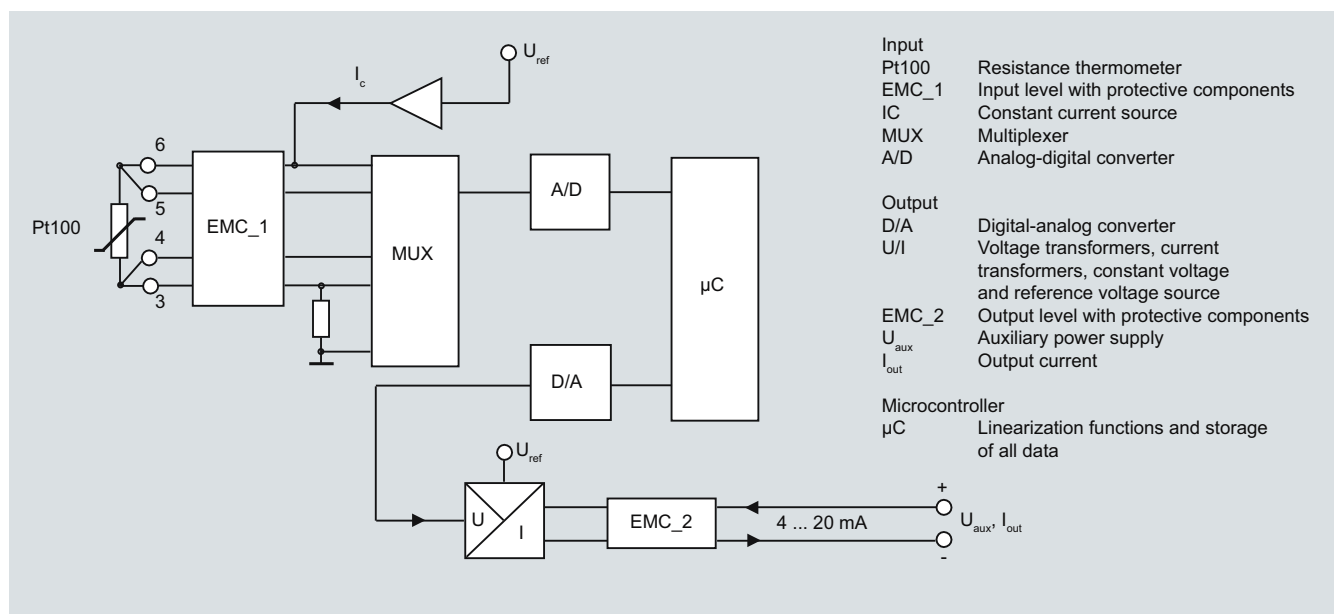 U_ref
I_c
6
5
Pt100
4
3
EMC_1
MUX
A/D
µC
D/A
U_ref
U
I
EMC_2
4 ... 20 mA
+
U_aux, I_out
-
Input
Pt100 Resistance thermometer
EMC_1 Input level with protective components
IC Constant current source
MUX Multiplexer
A/D Analog-digital converter
Output
D/A Digital-analog converter
U/I Voltage transformers, current
transformers, constant voltage
and reference voltage source
EMC_2 Output level with protective components
U_aux Auxiliary power supply
I_out Output current
Microcontroller
µC Linearization functions and storage
of all data